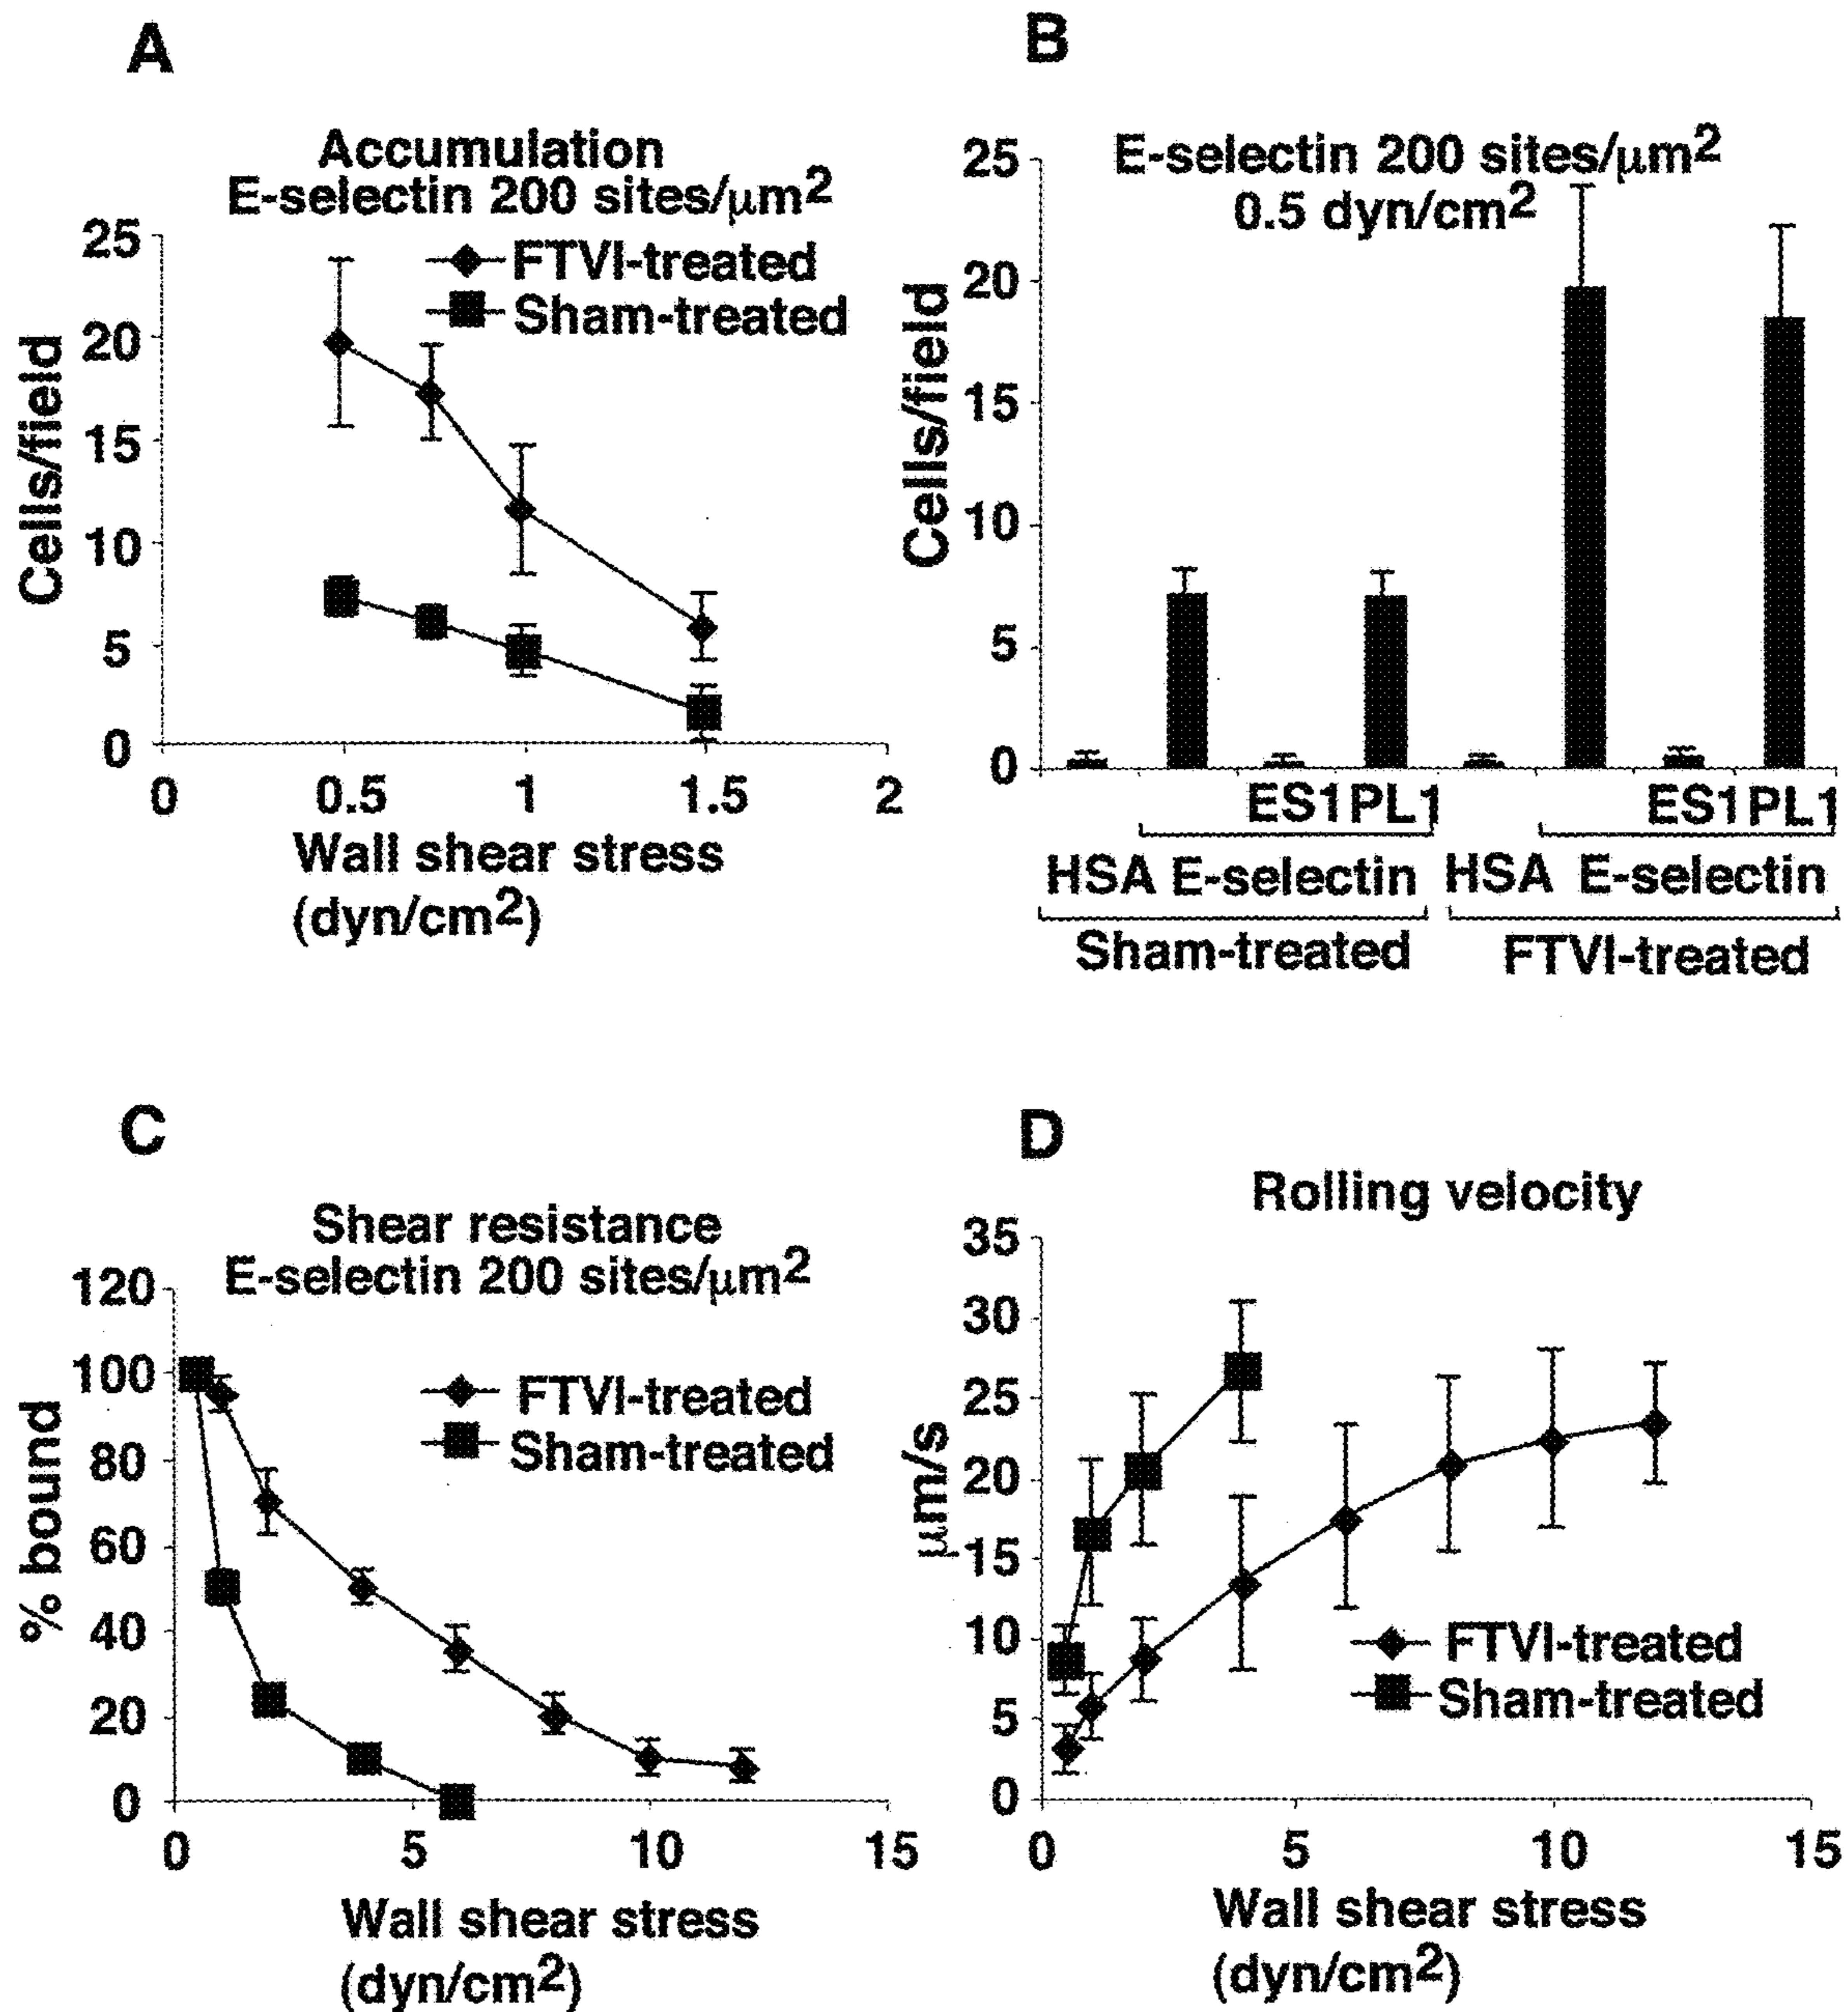 A
Accumulation
E-selectin 200 sites/μm2
FTVI-treated
Sham-treated
25
20
15
10
5
0
Cells/field
0 0.5 1 1.5 2
Wall shear stress
(dyn/cm2)
B
E-selectin 200 sites/μm2
0.5 dyn/cm2
25
20
15
10
5
0
Cells/field
ES1 PL1 ES1 PL1
HSA E-selectin HSA E-selectin
Sham-treated FTVI-treated
C
Shear resistance
E-selectin 200 sites/μm2
FTVI-treated
Sham-treated
120
100
80
60
40
20
0
% bound
0 5 10 15
Wall shear stress
(dyn/cm2)
D
Rolling velocity
35
30
25
20
15
10
5
0
μm/s
FTVI-treated
Sham-treated
0 5 10 15
Wall shear stress
(dyn/cm2)